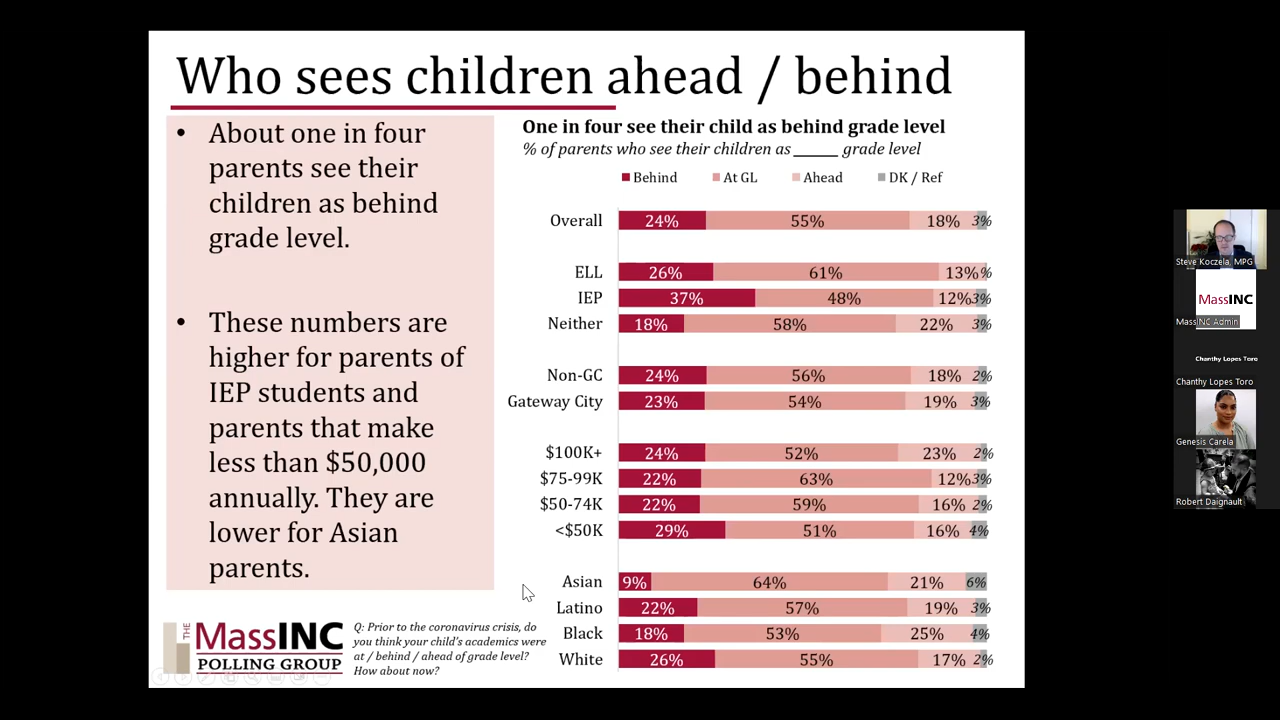 Who sees children ahead / behind
• About one in four
parents see their
children as behind
grade level.
• These numbers are
higher for parents of
IEP students and
parents that make
less than $50,000
annually. They are
lower for Asian
parents.
One in four see their child as behind grade level
% of parents who see their children as ______ grade level
Behind At GL Ahead DK / Ref
Overall 24% 55% 18% 3%
ELL 26% 61% 13% %
IEP 37% 48% 12% 3%
Neither 18% 58% 22% 3%
Non-GC 24% 56% 18% 2%
Gateway City 23% 54% 19% 3%
$100K+ 24% 52% 23% 2%
$75-99K 22% 63% 12% 3%
$50-74K 22% 59% 16% 2%
<$50K 29% 51% 16% 4%
Asian 9% 64% 21% 6%
Latino 22% 57% 19% 3%
Black 18% 53% 25% 4%
White 26% 55% 17% 2%
THE
MassINC
POLLING GROUP
Q: Prior to the coronavirus crisis, do
you think your child's academics were
at / behind / ahead of grade level?
How about now?
Steve Koczela, MPG
MassINC
MassINC Admin
Chanthy Lopes Toro
Chanthy Lopes Toro
Genesis Carela
Robert Daignault